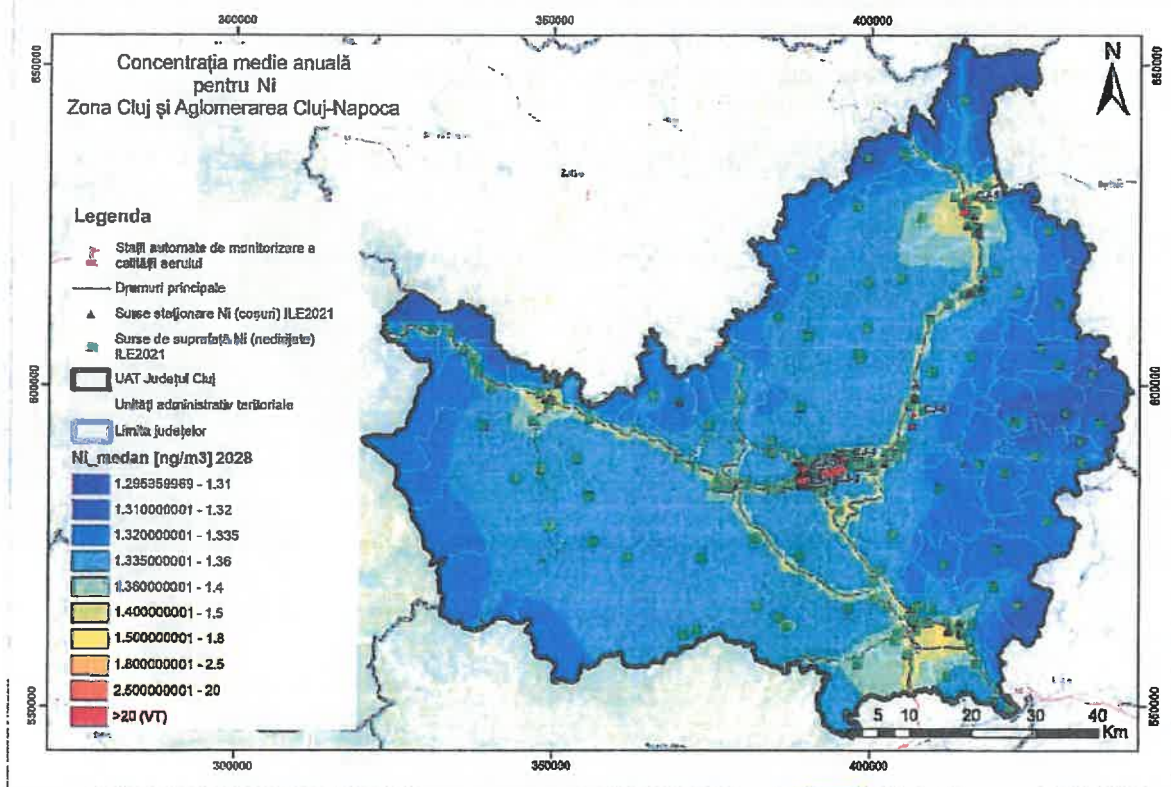 300000 350000 400000
650000
650000
Concentrația medie anuală
pentru Ni
Zona Cluj și Aglomerarea Cluj-Napoca
N
Legenda
Stații automate de monitorizare a
calității aerului
Drumuri principale
Surse staționare Ni (coșuri) ILE2021
Surse de suprafață Ni (nedirijate)
ILE2021
UAT Județul Cluj
Unități administrativ teritoriale
Limita județelor
Ni_median [ng/m3] 2028
1.295359969 - 1.31
1.310000001 - 1.32
1.320000001 - 1.335
1.335000001 - 1.36
1.360000001 - 1.4
1.400000001 - 1.5
1.500000001 - 1.8
1.800000001 - 2.5
2.500000001 - 20
>20 (VT)
600000
600000
550000
550000
5 10 20 30 40
Km
300000 350000 400000